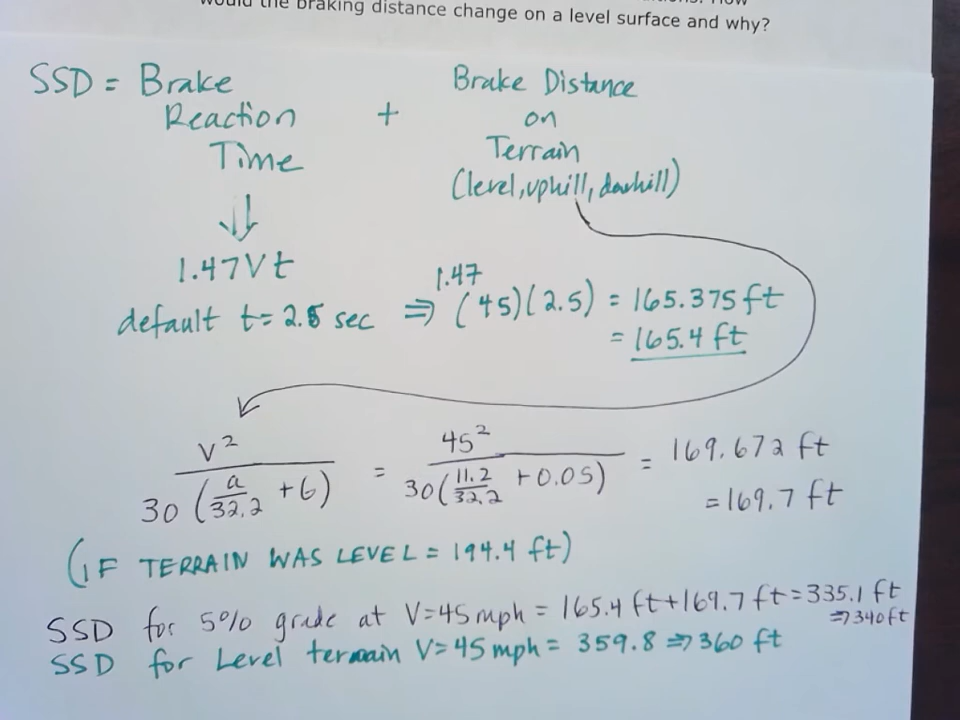 would the braking distance change on a level surface and why?
SSD = Brake Reaction Time + Brake Distance on Terrain (level, uphill, dowhill)
⇓
1.47Vt
default t= 2.5 sec ⇒ 1.47 (45)(2.5) = 165.375 ft
= 165.4 ft
V² / 30 (a/32.2 + G) = 45² / 30(11.2/32.2 + 0.05) = 169.672 ft
= 169.7 ft
(IF TERRAIN WAS LEVEL = 194.4 ft)
SSD for 5% grade at V=45mph = 165.4 ft + 169.7 ft = 335.1 ft
⇒ 340 ft
SSD for Level terrain V=45 mph = 359.8 ⇒ 360 ft